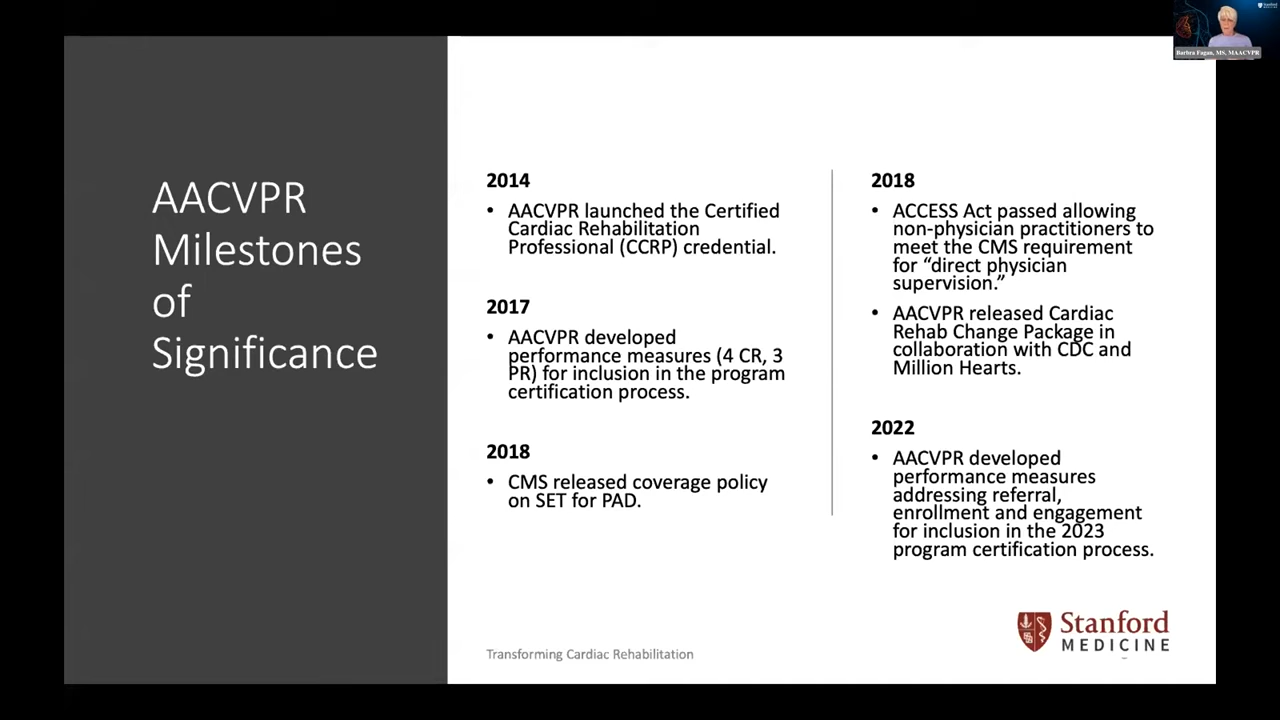 AACVPR
Milestones
of
Significance
2014
• AACVPR launched the Certified
Cardiac Rehabilitation
Professional (CCRP) credential.
2017
• AACVPR developed
performance measures (4 CR, 3
PR) for inclusion in the program
certification process.
2018
• CMS released coverage policy
on SET for PAD.
2018
• ACCESS Act passed allowing
non-physician practitioners to
meet the CMS requirement
for “direct physician
supervision.”
• AACVPR released Cardiac
Rehab Change Package in
collaboration with CDC and
Million Hearts.
2022
• AACVPR developed
performance measures
addressing referral,
enrollment and engagement
for inclusion in the 2023
program certification process.
Transforming Cardiac Rehabilitation
Stanford
MEDICINE
Barbra Fagan, MS, MAACVPR